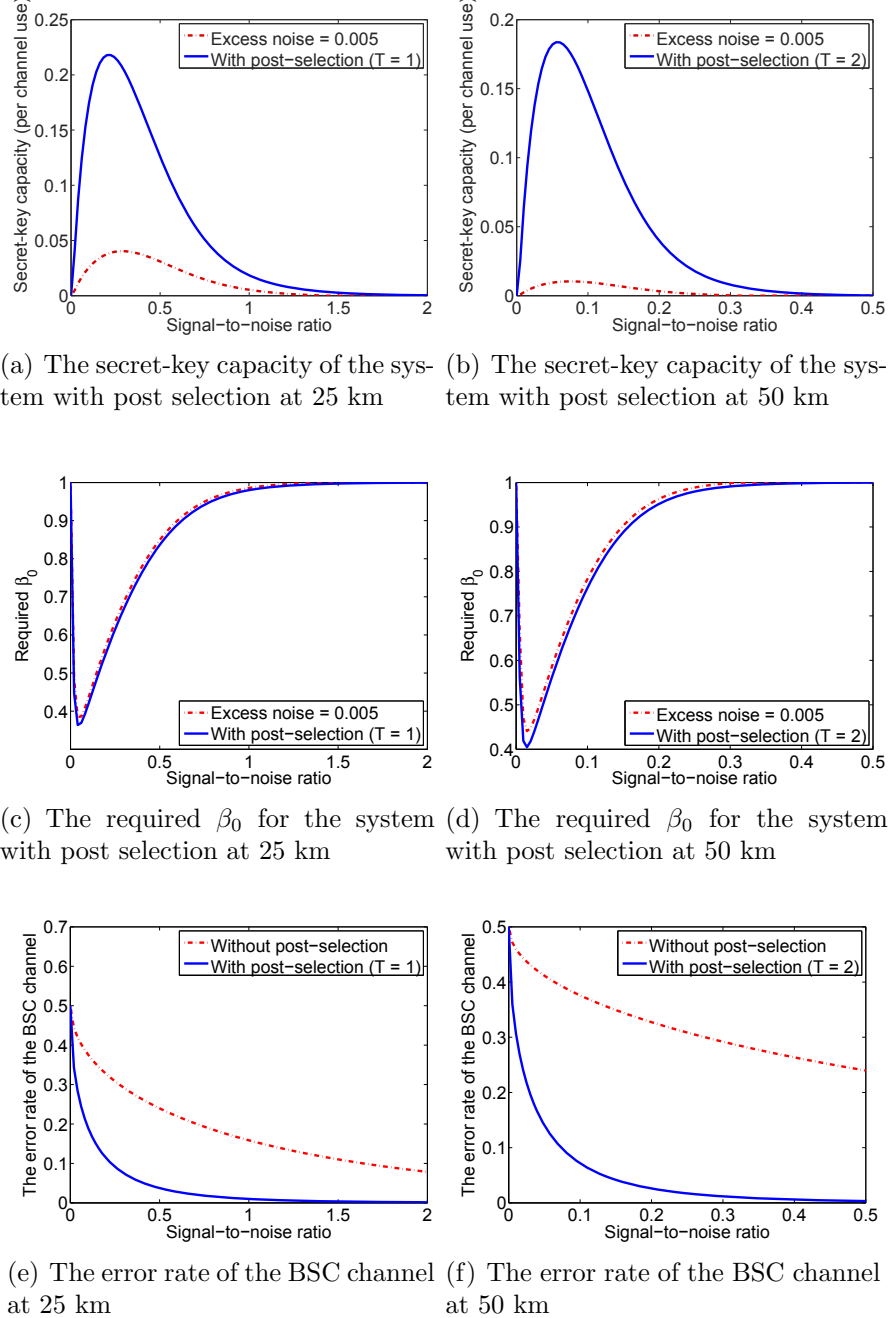 Secret−key capacity (per channel use)
0.25
0.2
0.15
0.1
0.05
0
0 0.5 1 1.5 2
Signal−to−noise ratio
Excess noise = 0.005
With post−selection (T = 1)
(a) The secret-key capacity of the sys-
tem with post selection at 25 km
Secret−key capacity (per channel use)
0.2
0.15
0.1
0.05
0
0 0.1 0.2 0.3 0.4 0.5
Signal−to−noise ratio
Excess noise = 0.005
With post−selection (T = 2)
(b) The secret-key capacity of the sys-
tem with post selection at 50 km
Required β0
1
0.9
0.8
0.7
0.6
0.5
0.4
0 0.5 1 1.5 2
Signal−to−noise ratio
Excess noise = 0.005
With post−selection (T = 1)
(c) The required β0 for the system
with post selection at 25 km
Required β0
1
0.9
0.8
0.7
0.6
0.5
0.4
0 0.1 0.2 0.3 0.4 0.5
Signal−to−noise ratio
Excess noise = 0.005
With post−selection (T = 2)
(d) The required β0 for the system
with post selection at 50 km
The error rate of the BSC channel
0.7
0.6
0.5
0.4
0.3
0.2
0.1
0
0 0.5 1 1.5 2
Signal−to−noise ratio
Without post−selection
With post−selection (T = 1)
(e) The error rate of the BSC channel
at 25 km
The error rate of the BSC channel
0.5
0.4
0.3
0.2
0.1
0
0 0.1 0.2 0.3 0.4 0.5
Signal−to−noise ratio
Without post−selection
With post−selection (T = 2)
(f) The error rate of the BSC channel
at 50 km